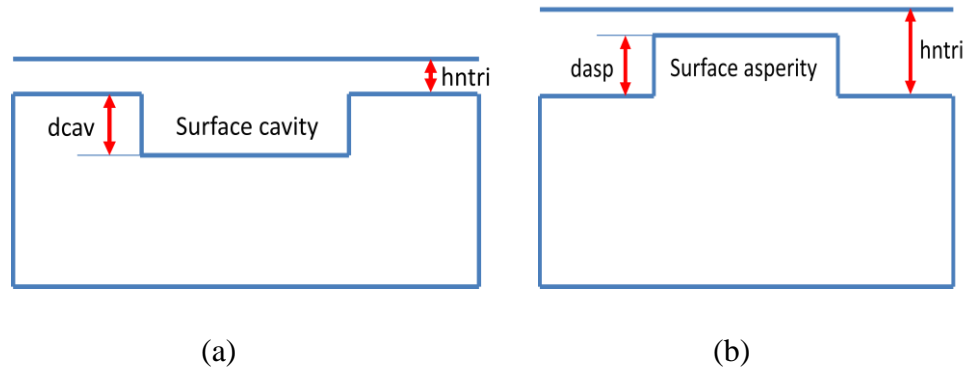 hntri
dcav
Surface cavity
(a)
hntri
dasp
Surface asperity
(b)